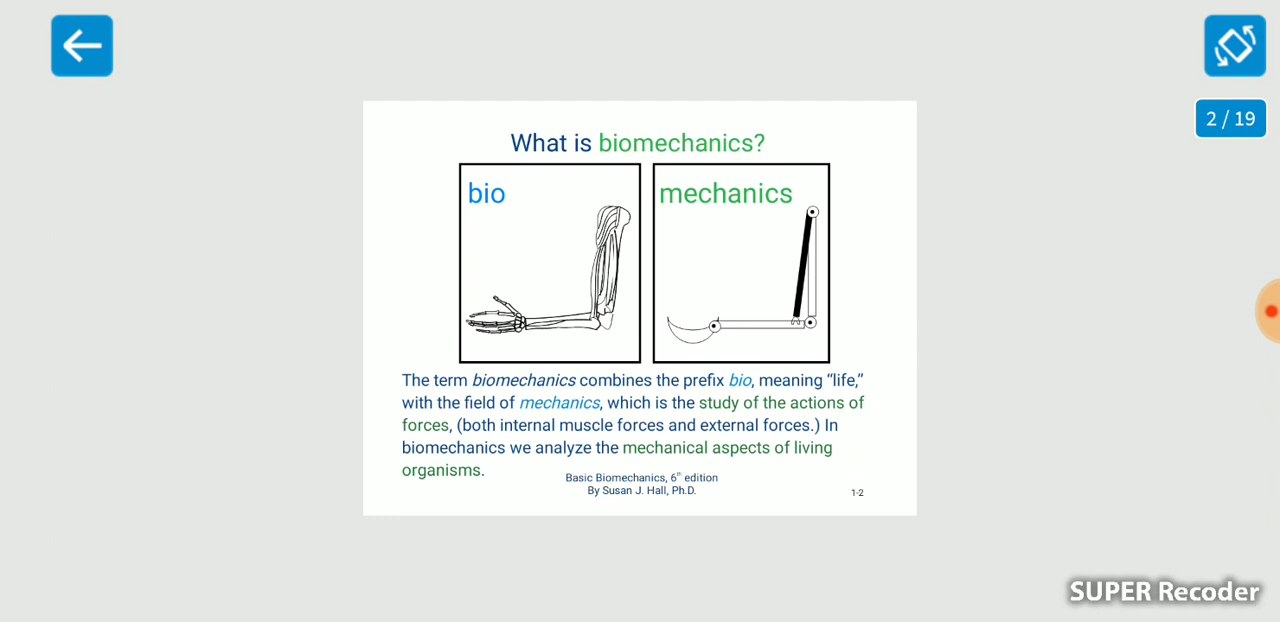 2 / 19
What is biomechanics?
bio
mechanics
The term biomechanics combines the prefix bio, meaning “life,”
with the field of mechanics, which is the study of the actions of
forces, (both internal muscle forces and external forces.) In
biomechanics we analyze the mechanical aspects of living
organisms.
Basic Biomechanics, 6th edition
By Susan J. Hall, Ph.D.
1-2
SUPER Recoder